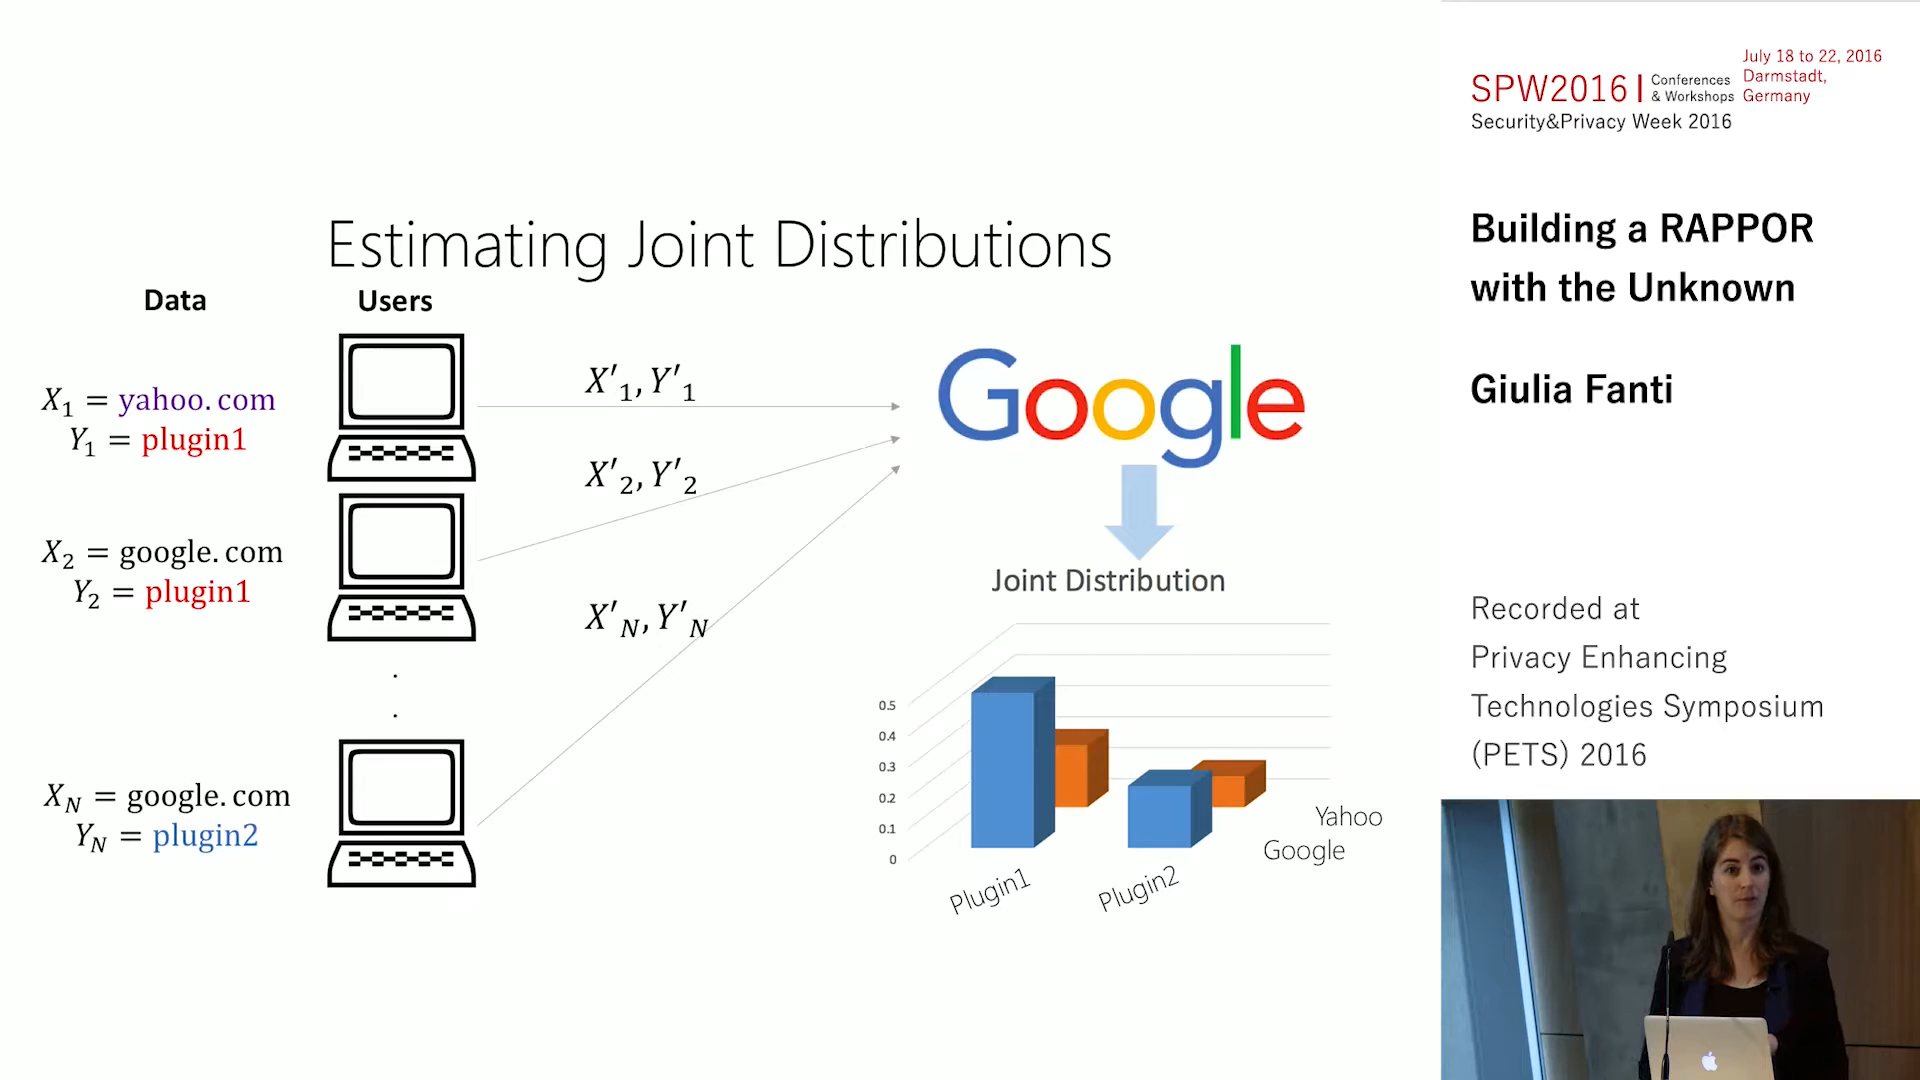 Estimating Joint Distributions
Data
Users
X₁ = yahoo.com
Y₁ = plugin1
X₂ = google.com
Y₂ = plugin1
.
.
X_N = google.com
Y_N = plugin2
X′₁, Y′₁
X′₂, Y′₂
X′_N, Y′_N
Google
Joint Distribution
0.5
0.4
0.3
0.2
0.1
0
Plugin1
Plugin2
Yahoo
Google
SPW2016
Conferences
& Workshops
July 18 to 22, 2016
Darmstadt,
Germany
Security&Privacy Week 2016
Building a RAPPOR
with the Unknown
Giulia Fanti
Recorded at
Privacy Enhancing
Technologies Symposium
(PETS) 2016